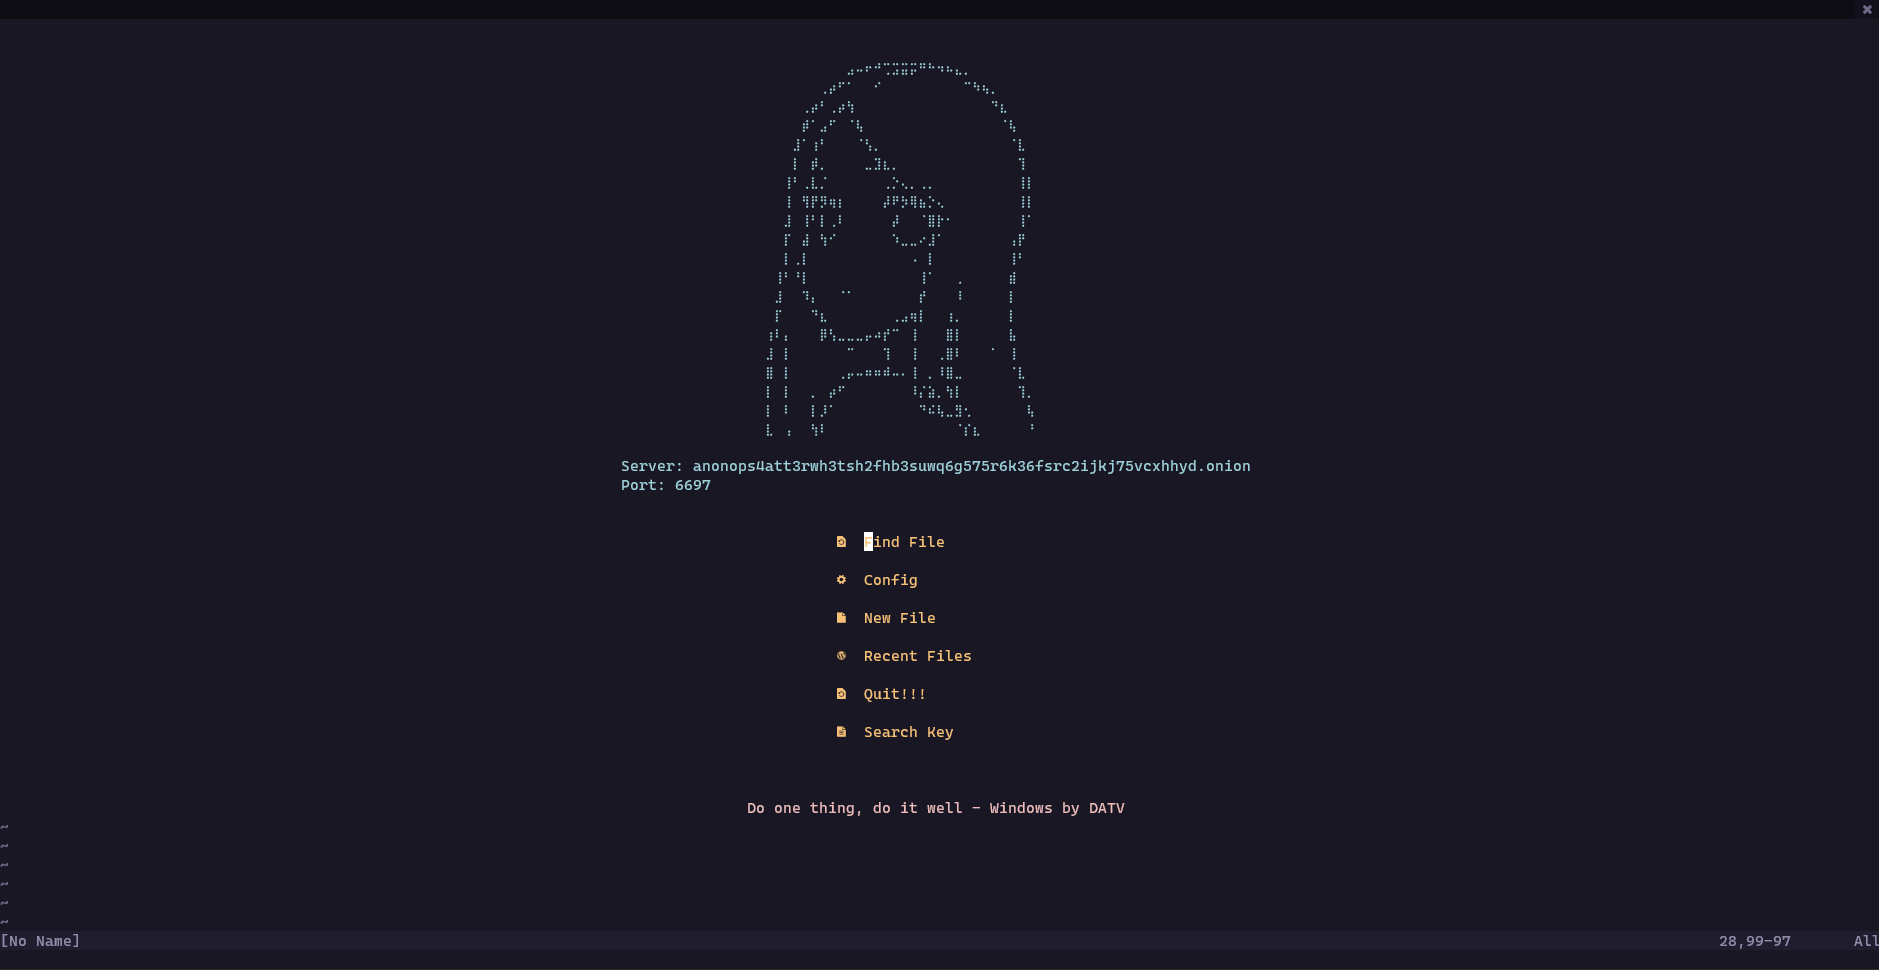 Server: anonops4att3rwh3tsh2fhb3suwq6g575r6k36fsrc2ijkj75vcxhhyd.onion
Port: 6697
Find File
Config
New File
Recent Files
Quit!!!
Search Key
Do one thing, do it well - Windows by DATV
~
~
~
~
~
~
[No Name] 28,99-97 All